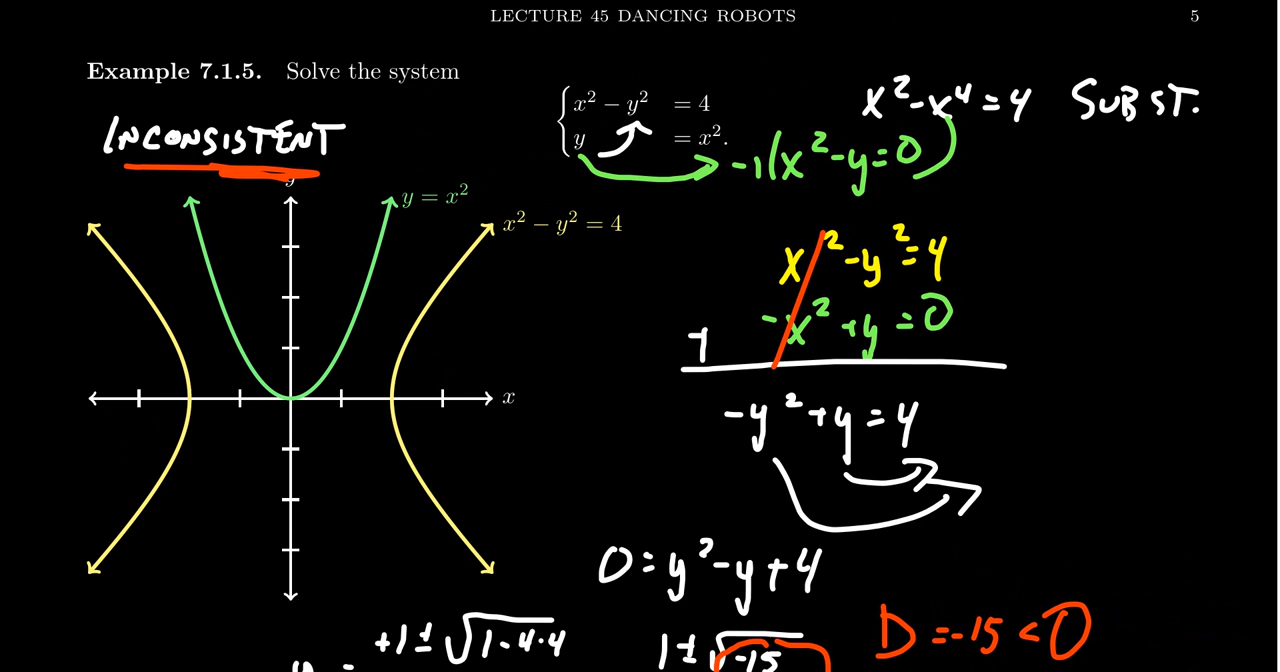 LECTURE 45 DANCING ROBOTS 5
Example 7.1.5. Solve the system
x² − y² = 4
y = x².
x² - x⁴ = 4 SUBST.
INCONSISTENT
-1(x² - y = 0)
y
y = x²
x² − y² = 4
x² - y² = 4
-x² + y = 0
+
x
-y² + y = 4
0 = y² - y + 4
D = -15 < 0
+1 ± √1 - 4·4
1 ± √-15